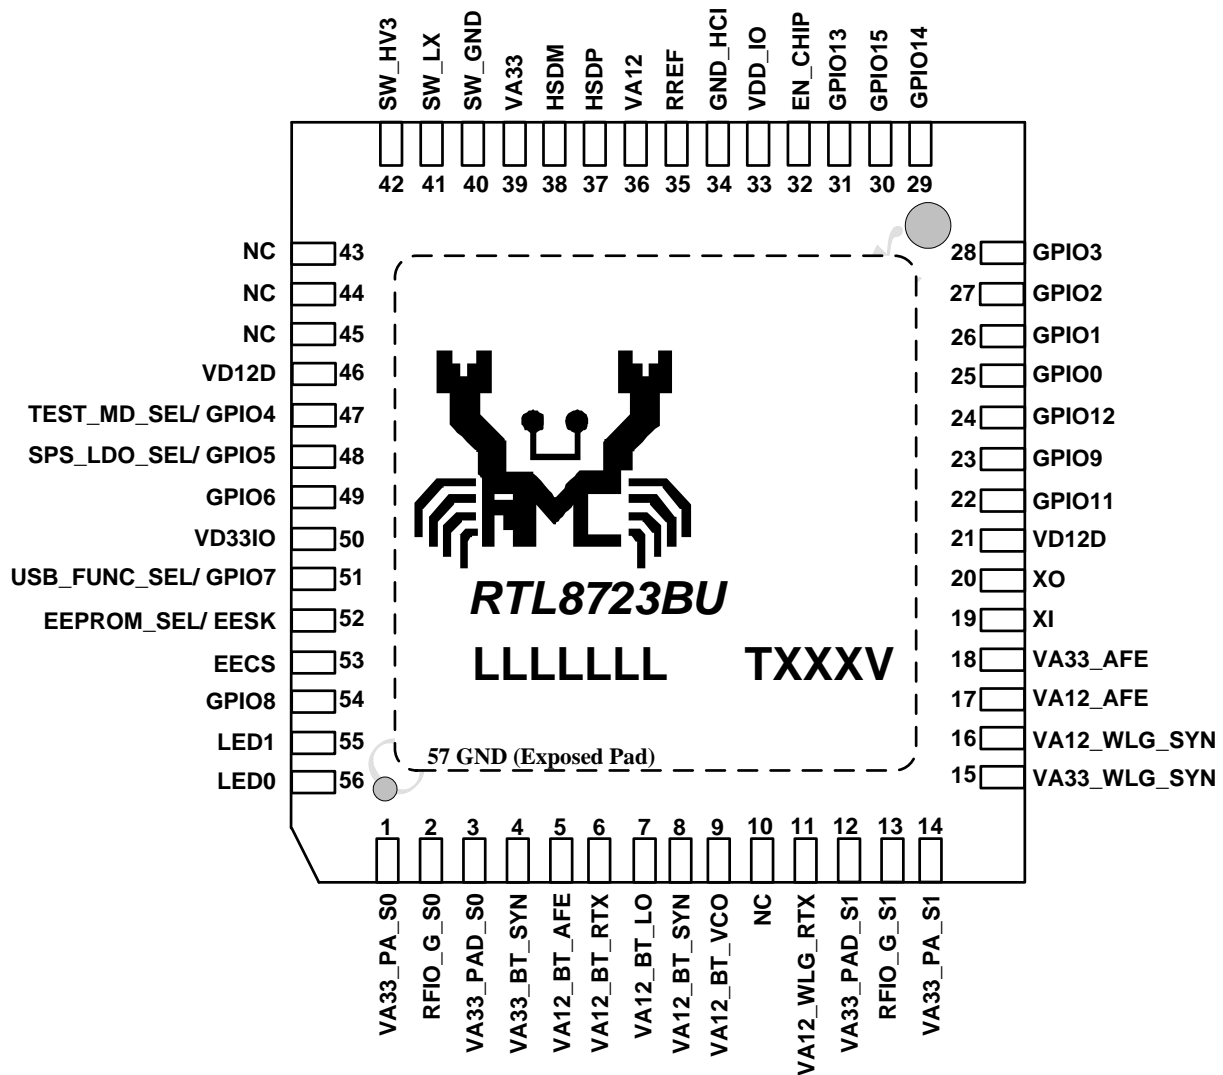 SW_HV3
SW_LX
SW_GND
VA33
HSDM
HSDP
VA12
RREF
GND_HCI
VDD_IO
EN_CHIP
GPIO13
GPIO15
GPIO14
42 41 40 39 38 37 36 35 34 33 32 31 30 29
NC 43
NC 44
NC 45
VD12D 46
TEST_MD_SEL/ GPIO4 47
SPS_LDO_SEL/ GPIO5 48
GPIO6 49
VD33IO 50
USB_FUNC_SEL/ GPIO7 51
EEPROM_SEL/ EESK 52
EECS 53
GPIO8 54
LED1 55
LED0 56
28 GPIO3
27 GPIO2
26 GPIO1
25 GPIO0
24 GPIO12
23 GPIO9
22 GPIO11
21 VD12D
20 XO
19 XI
18 VA33_AFE
17 VA12_AFE
16 VA12_WLG_SYN
15 VA33_WLG_SYN
RTL8723BU
LLLLLLL TXXXV
57 GND (Exposed Pad)
1 2 3 4 5 6 7 8 9 10 11 12 13 14
VA33_PA_S0
RFIO_G_S0
VA33_PAD_S0
VA33_BT_SYN
VA12_BT_AFE
VA12_BT_RTX
VA12_BT_LO
VA12_BT_SYN
VA12_BT_VCO
NC
VA12_WLG_RTX
VA33_PAD_S1
RFIO_G_S1
VA33_PA_S1